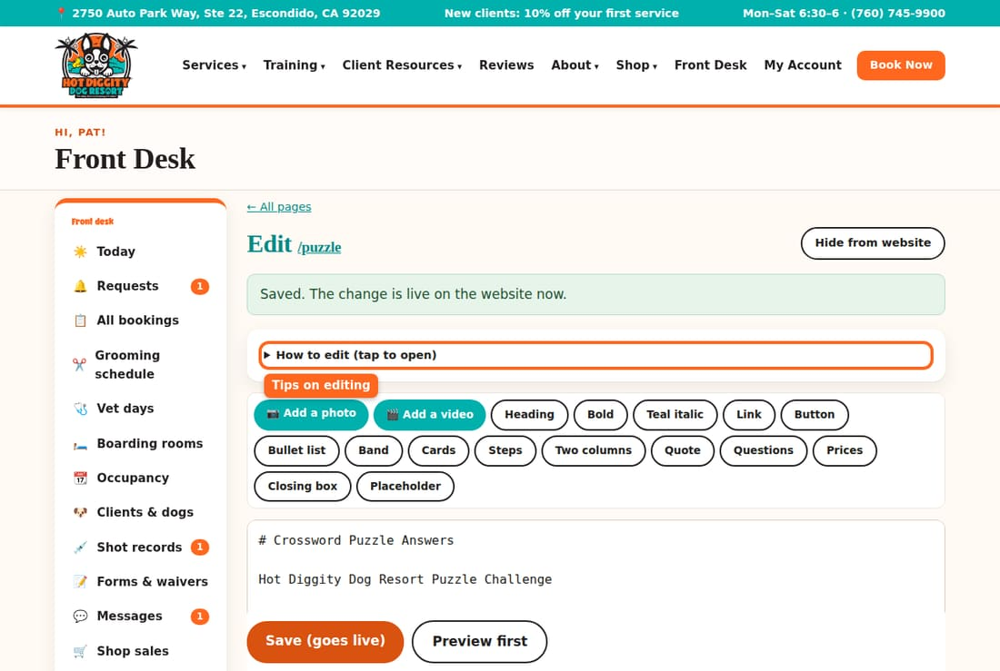 2750 Auto Park Way, Ste 22, Escondido, CA 92029
New clients: 10% off your first service
Mon–Sat 6:30–6 · (760) 745-9900
HOT DIGGITY
DOG RESORT
Services ▾
Training ▾
Client Resources ▾
Reviews
About ▾
Shop ▾
Front Desk
My Account
Book Now
HI, PAT!
Front Desk
Front desk
Today
Requests 1
All bookings
Grooming
schedule
Vet days
Boarding rooms
Occupancy
Clients & dogs
Shot records 1
Forms & waivers
Messages 1
Shop sales
← All pages
Edit /puzzle
Hide from website
Saved. The change is live on the website now.
How to edit (tap to open)
Tips on editing
Add a photo
Add a video
Heading
Bold
Teal italic
Link
Button
Bullet list
Band
Cards
Steps
Two columns
Quote
Questions
Prices
Closing box
Placeholder
# Crossword Puzzle Answers
Hot Diggity Dog Resort Puzzle Challenge
Save (goes live)
Preview first